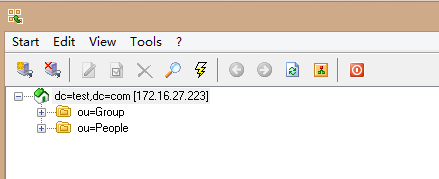 Start Edit View Tools ?
dc=test,dc=com [172.16.27.223]
ou=Group
ou=People